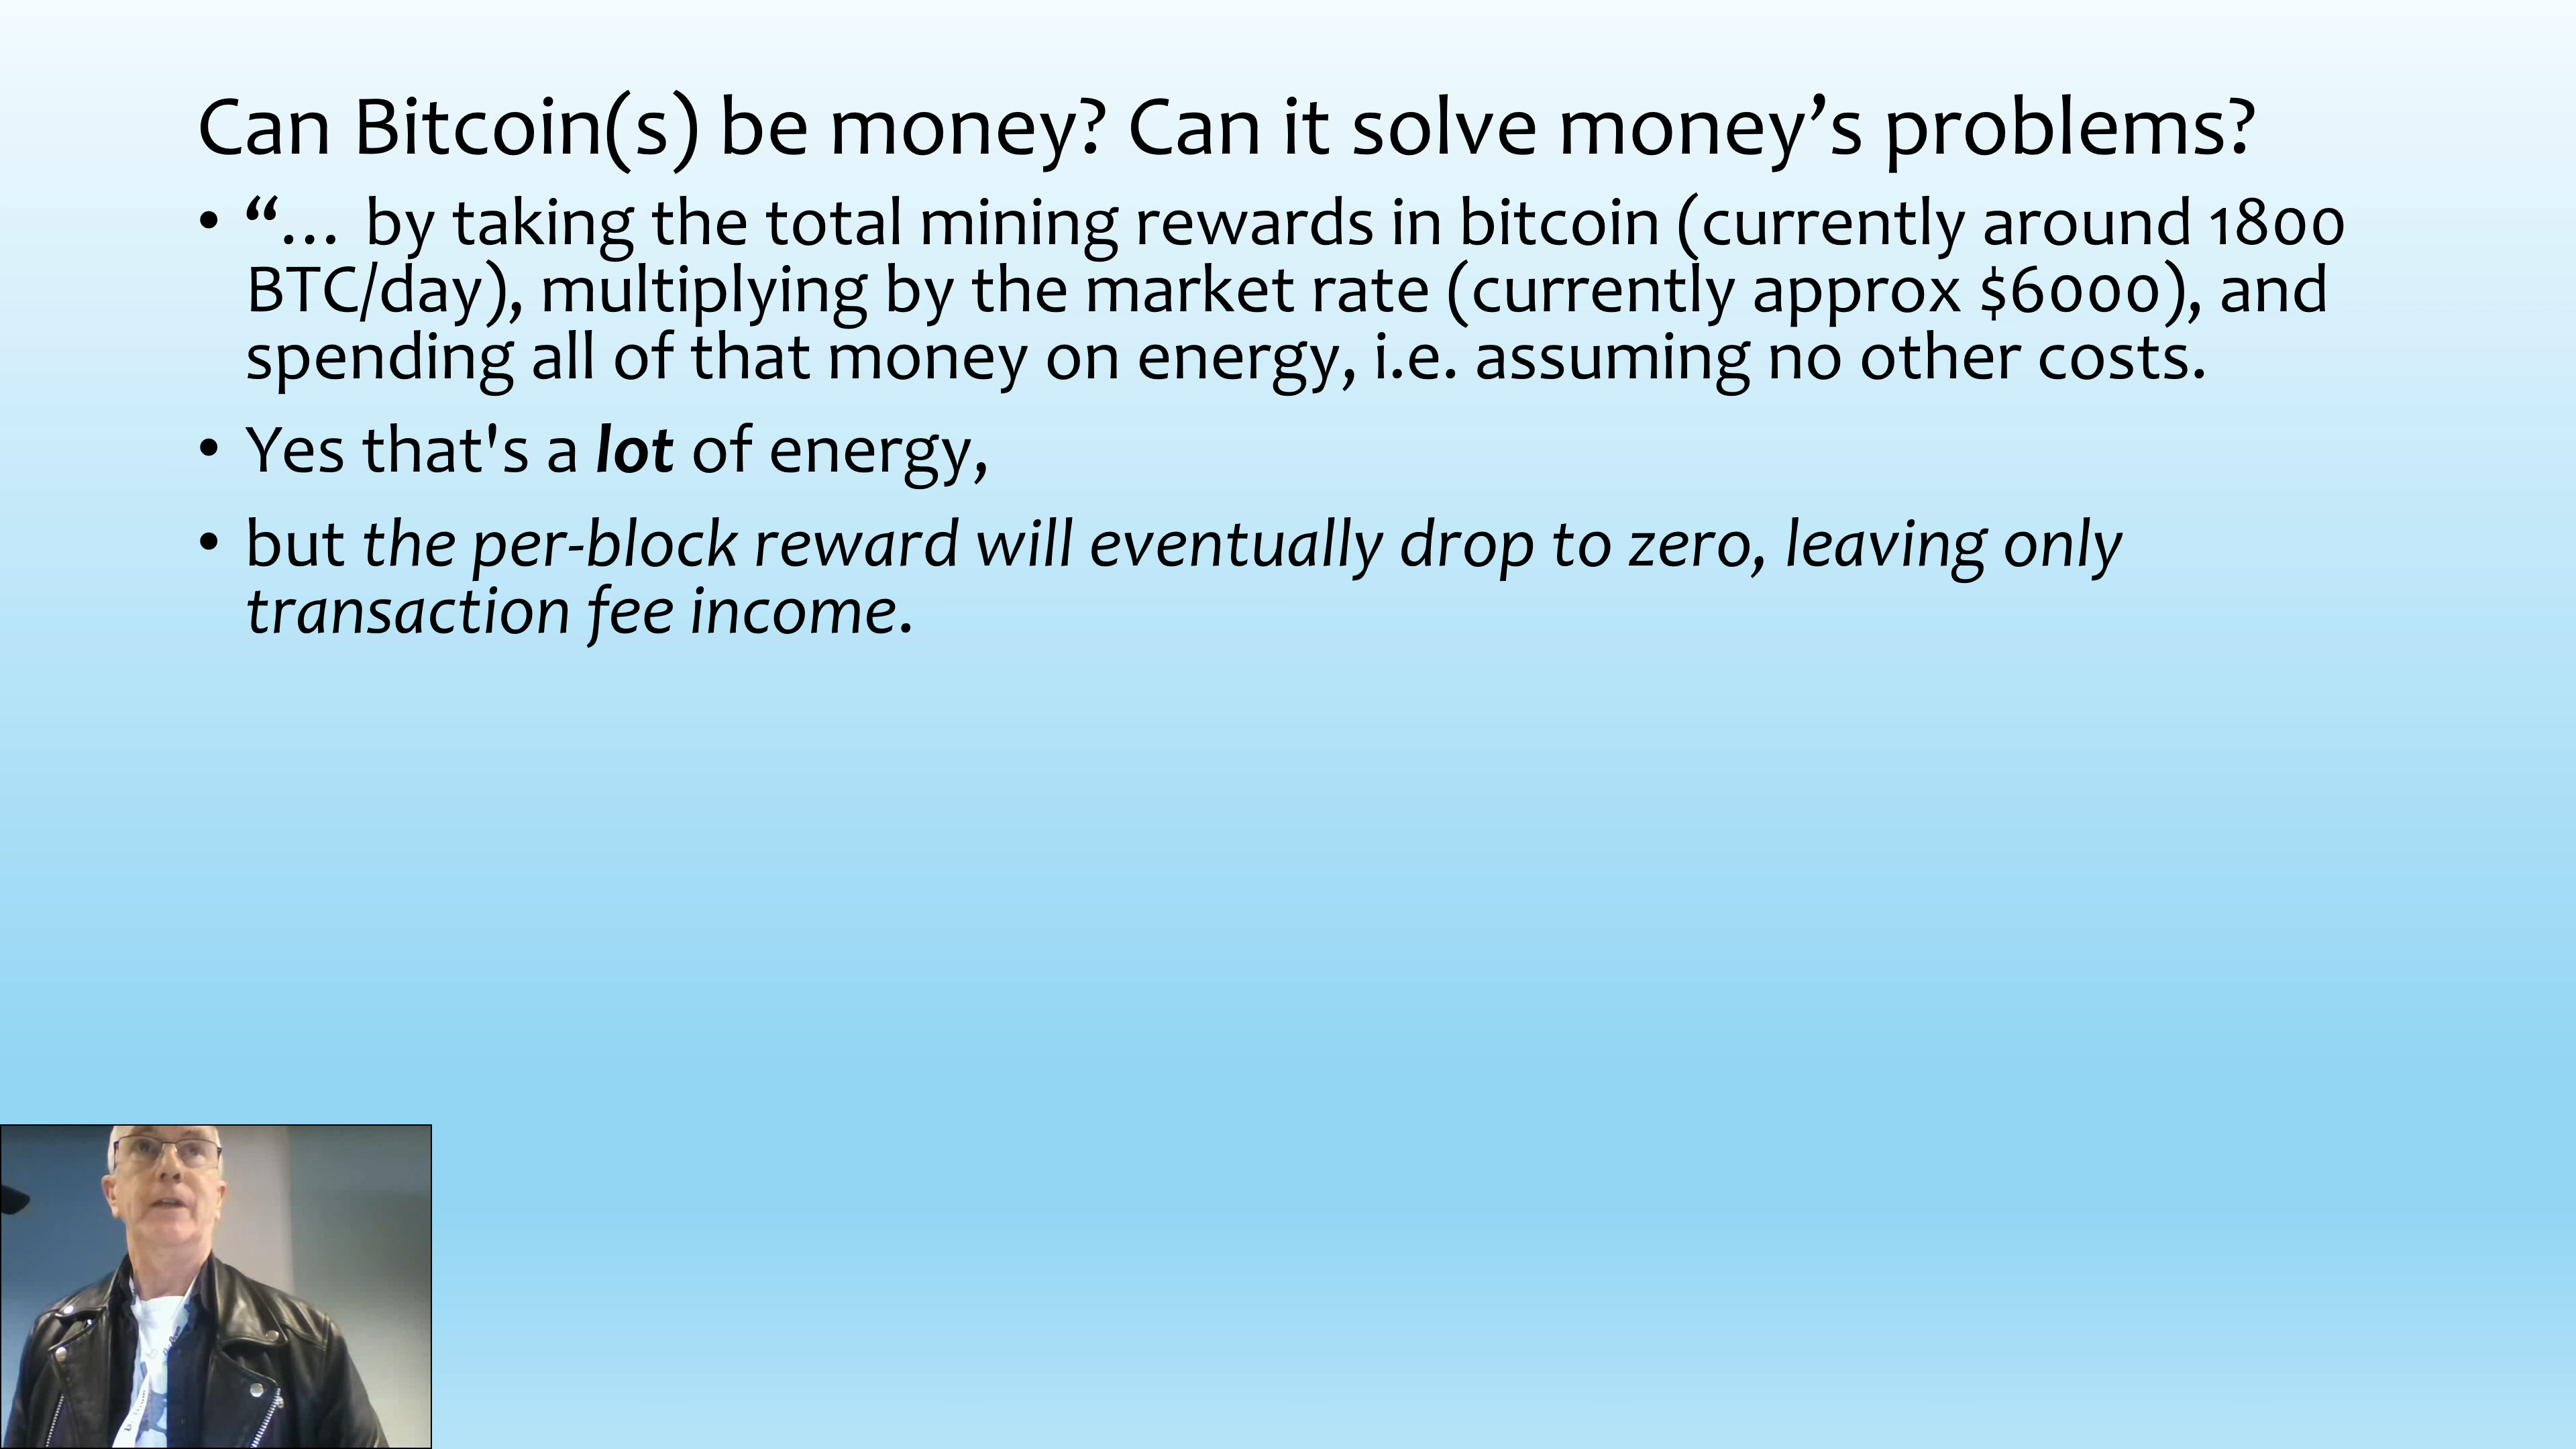 Can Bitcoin(s) be money? Can it solve money’s problems?
• “… by taking the total mining rewards in bitcoin (currently around 1800
BTC/day), multiplying by the market rate (currently approx $6000), and
spending all of that money on energy, i.e. assuming no other costs.
• Yes that's a lot of energy,
• but the per-block reward will eventually drop to zero, leaving only
transaction fee income.